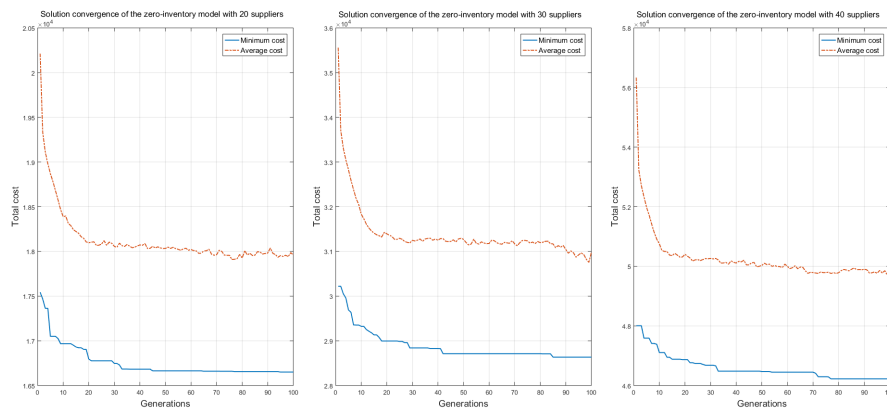 Solution convergence of the zero-inventory model with 20 suppliers
×10⁴
2.05
2
1.95
1.9
1.85
1.8
1.75
1.7
1.65
Total cost
0 10 20 30 40 50 60 70 80 90 100
Generations
Minimum cost
Average cost
Solution convergence of the zero-inventory model with 30 suppliers
×10⁴
3.6
3.5
3.4
3.3
3.2
3.1
3
2.9
2.8
Total cost
0 10 20 30 40 50 60 70 80 90 100
Generations
Minimum cost
Average cost
Solution convergence of the zero-inventory model with 40 suppliers
×10⁴
5.8
5.6
5.4
5.2
5
4.8
4.6
Total cost
0 10 20 30 40 50 60 70 80 90 100
Generations
Minimum cost
Average cost